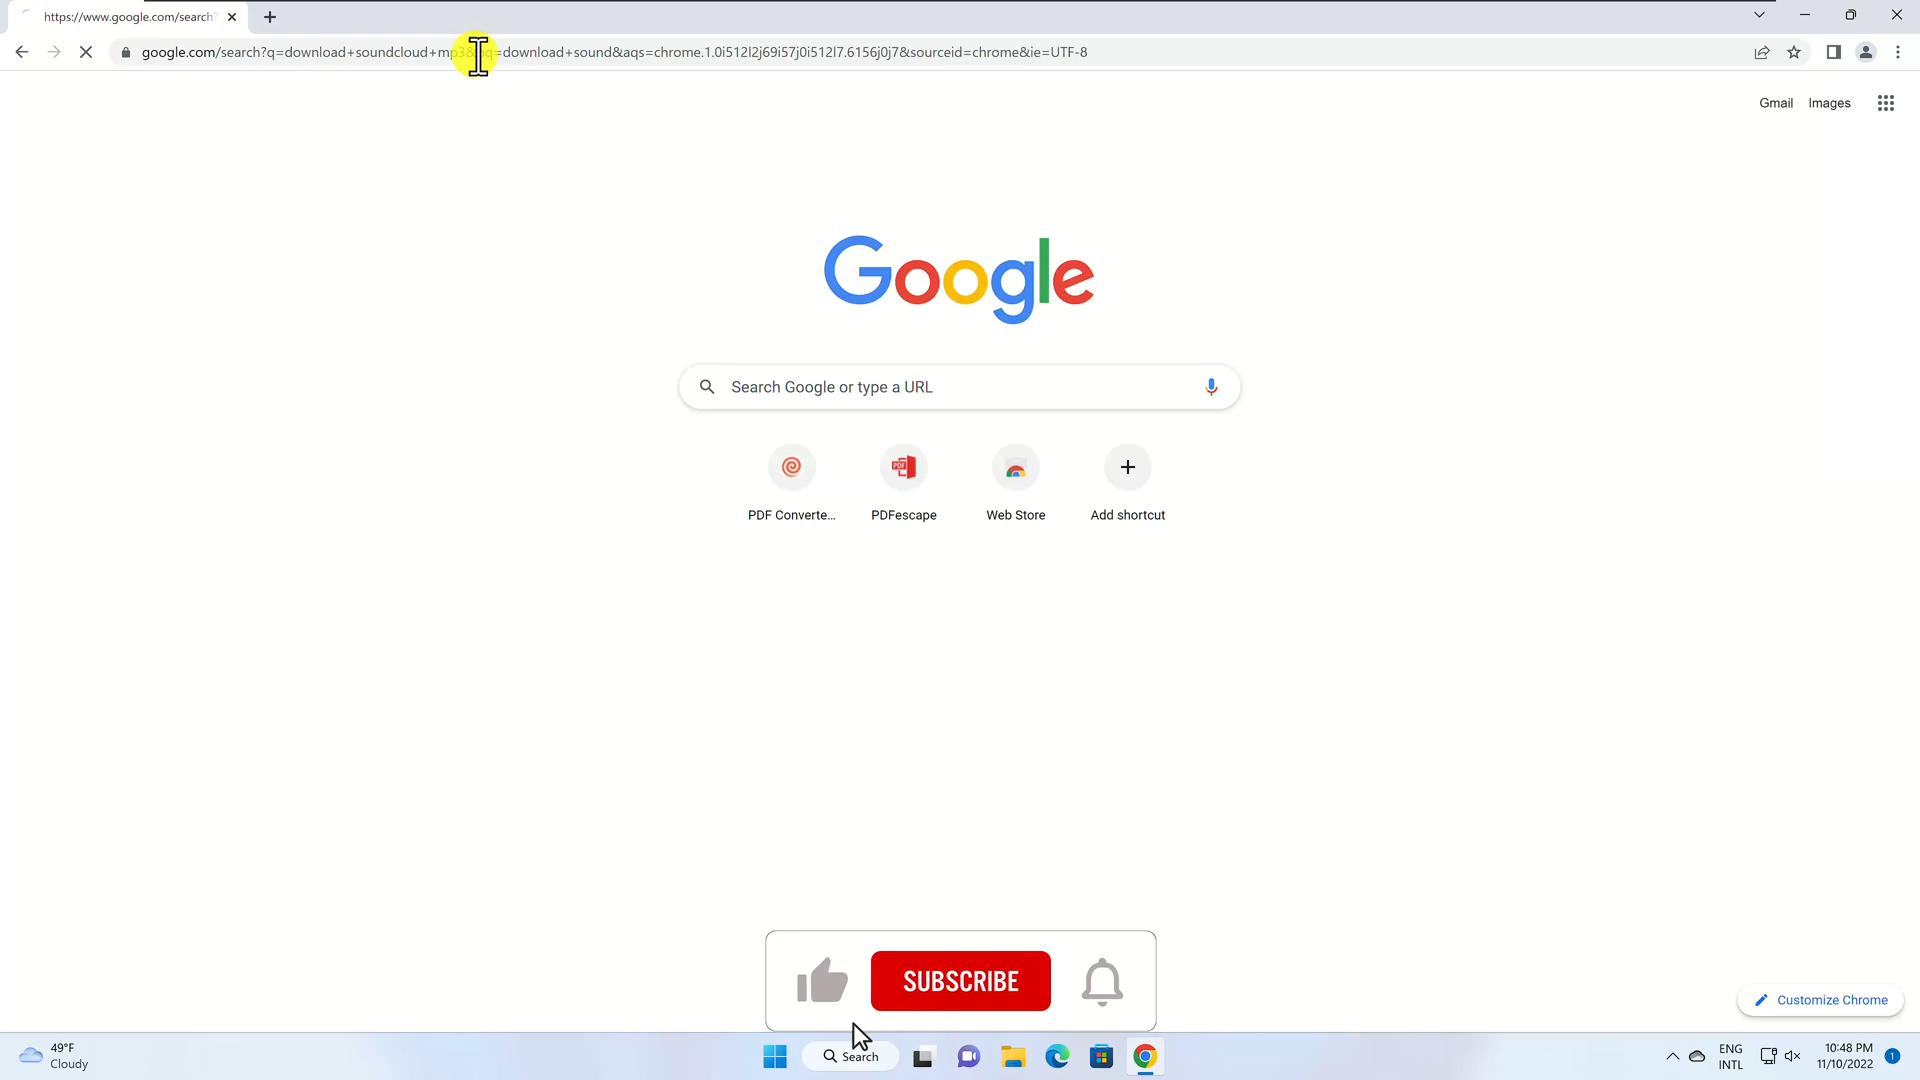 https://www.google.com/search?
google.com/search?q=download+soundcloud+mp3&oq=download+sound&aqs=chrome.1.0i512l2j69i57j0i512l7.6156j0j7&sourceid=chrome&ie=UTF-8
Gmail Images
Google
Search Google or type a URL
PDF Converte... PDFescape Web Store Add shortcut
SUBSCRIBE
Customize Chrome
49°F
Cloudy
Search
ENG
INTL
10:48 PM
11/10/2022
1